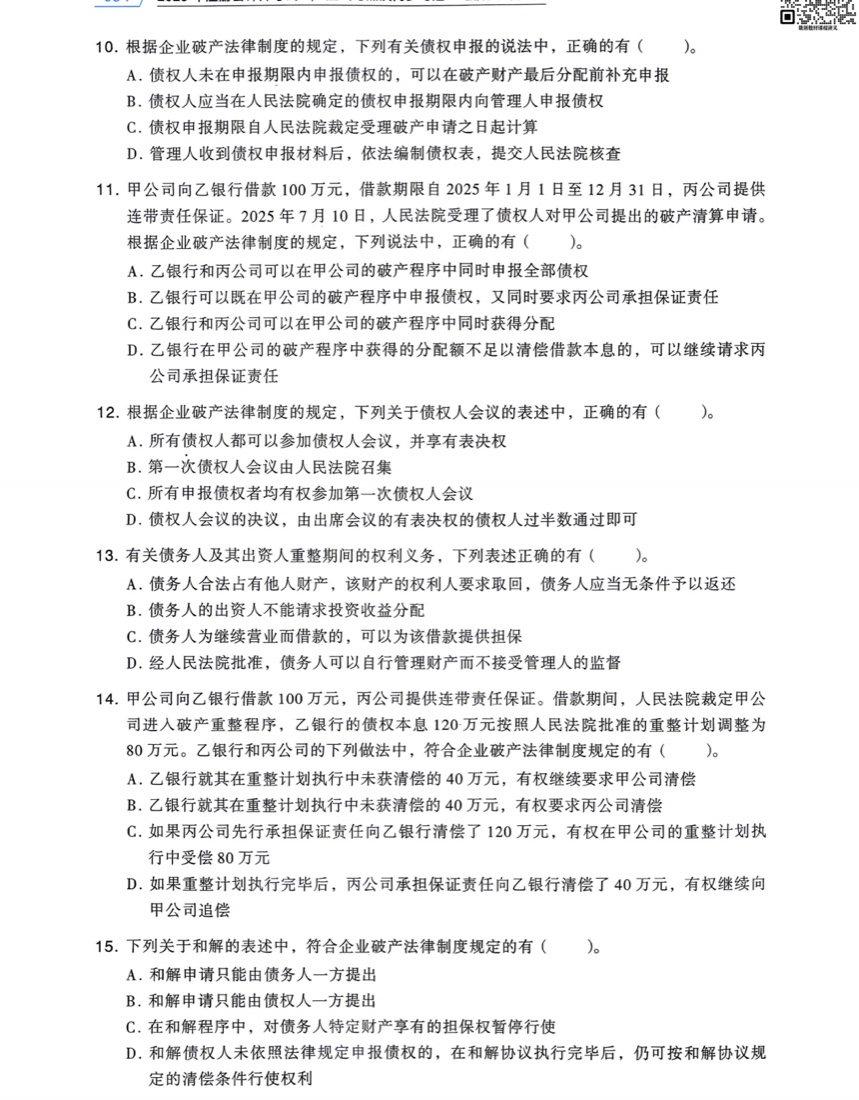 10. 根据企业破产法律制度的规定，下列有关债权申报的说法中，正确的有（　　）。
A. 债权人未在申报期限内申报债权的，可以在破产财产最后分配前补充申报
B. 债权人应当在人民法院确定的债权申报期限内向管理人申报债权
C. 债权申报期限自人民法院裁定受理破产申请之日起计算
D. 管理人收到债权申报材料后，依法编制债权表，提交人民法院核查
11. 甲公司向乙银行借款 100 万元，借款期限自 2025 年 1 月 1 日至 12 月 31 日，丙公司提供
连带责任保证。2025 年 7 月 10 日，人民法院受理了债权人对甲公司提出的破产清算申请。
根据企业破产法律制度的规定，下列说法中，正确的有（　　）。
A. 乙银行和丙公司可以在甲公司的破产程序中同时申报全部债权
B. 乙银行可以既在甲公司的破产程序中申报债权，又同时要求丙公司承担保证责任
C. 乙银行和丙公司可以在甲公司的破产程序中同时获得分配
D. 乙银行在甲公司的破产程序中获得的分配额不足以清偿借款本息的，可以继续请求丙
公司承担保证责任
12. 根据企业破产法律制度的规定，下列关于债权人会议的表述中，正确的有（　　）。
A. 所有债权人都可以参加债权人会议，并享有表决权
B. 第一次债权人会议由人民法院召集
C. 所有申报债权者均有权参加第一次债权人会议
D. 债权人会议的决议，由出席会议的有表决权的债权人过半数通过即可
13. 有关债务人及其出资人重整期间的权利义务，下列表述正确的有（　　）。
A. 债务人合法占有他人财产，该财产的权利人要求取回，债务人应当无条件予以返还
B. 债务人的出资人不能请求投资收益分配
C. 债务人为继续营业而借款的，可以为该借款提供担保
D. 经人民法院批准，债务人可以自行管理财产而不接受管理人的监督
14. 甲公司向乙银行借款 100 万元，丙公司提供连带责任保证。借款期间，人民法院裁定甲公
司进入破产重整程序，乙银行的债权本息 120 万元按照人民法院批准的重整计划调整为
80 万元。乙银行和丙公司的下列做法中，符合企业破产法律制度规定的有（　　）。
A. 乙银行就其在重整计划执行中未获清偿的 40 万元，有权继续要求甲公司清偿
B. 乙银行就其在重整计划执行中未获清偿的 40 万元，有权要求丙公司清偿
C. 如果丙公司先行承担保证责任向乙银行清偿了 120 万元，有权在甲公司的重整计划执
行中受偿 80 万元
D. 如果重整计划执行完毕后，丙公司承担保证责任向乙银行清偿了 40 万元，有权继续向
甲公司追偿
15. 下列关于和解的表述中，符合企业破产法律制度规定的有（　　）。
A. 和解申请只能由债务人一方提出
B. 和解申请只能由债权人一方提出
C. 在和解程序中，对债务人特定财产享有的担保权暂停行使
D. 和解债权人未依照法律规定申报债权的，在和解协议执行完毕后，仍可按和解协议规
定的清偿条件行使权利